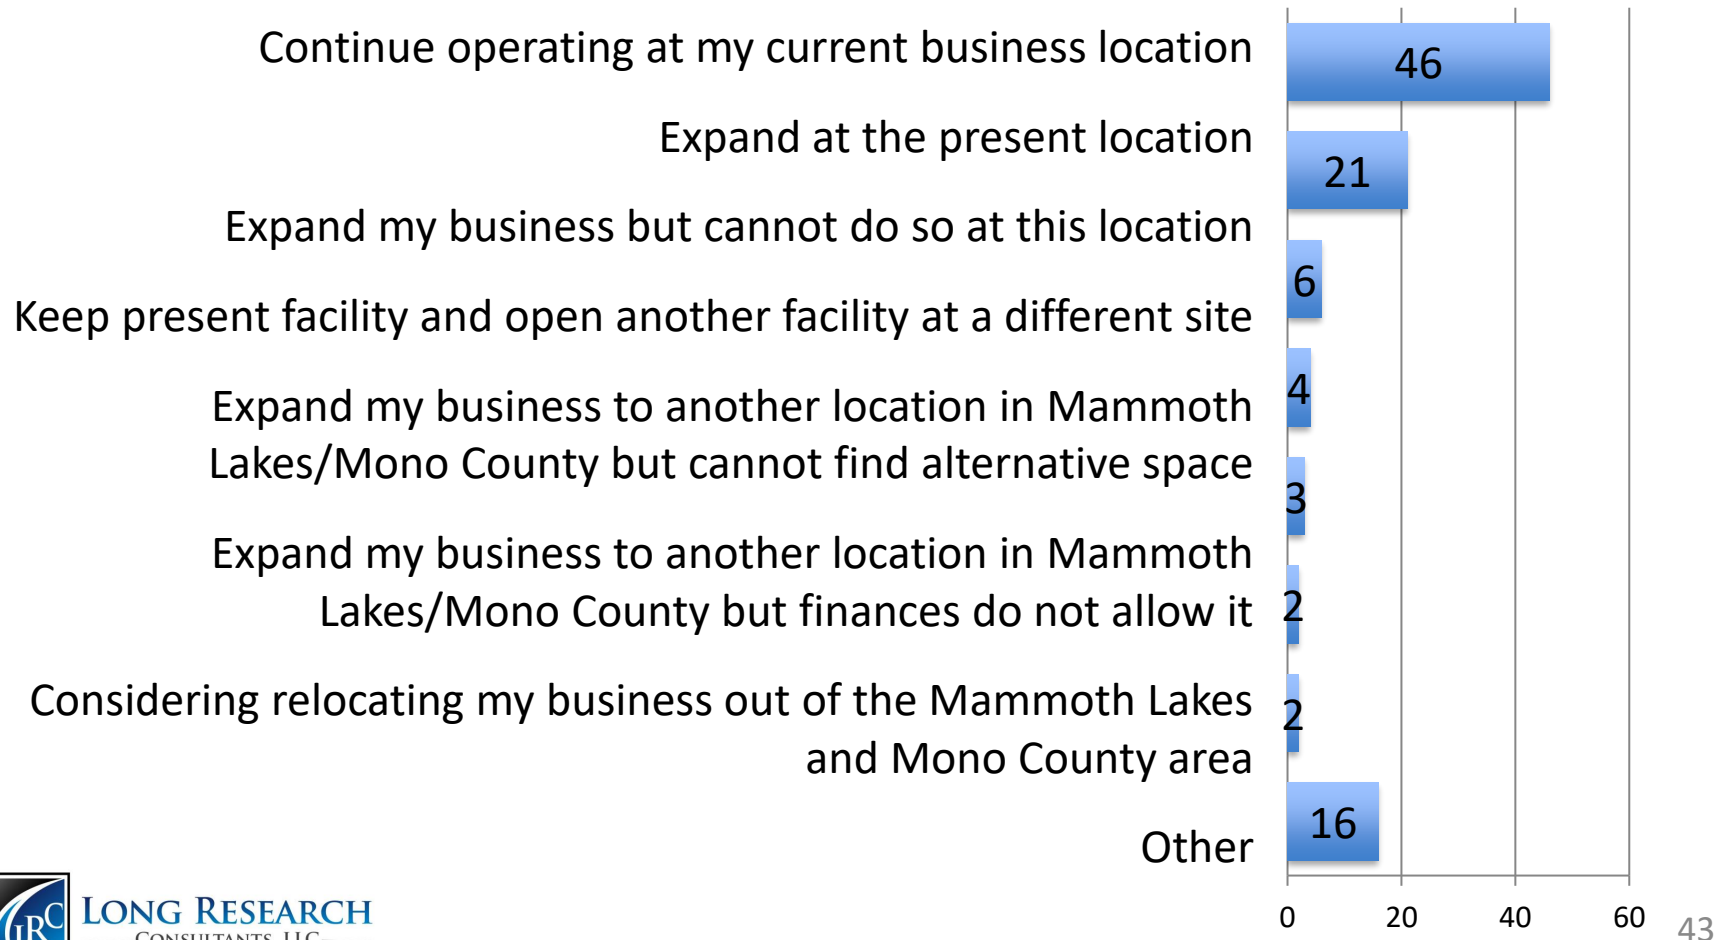 Continue operating at my current business location
46
Expand at the present location
21
Expand my business but cannot do so at this location
6
Keep present facility and open another facility at a different site
4
Expand my business to another location in Mammoth
Lakes/Mono County but cannot find alternative space
3
Expand my business to another location in Mammoth
Lakes/Mono County but finances do not allow it
2
Considering relocating my business out of the Mammoth Lakes
and Mono County area
2
Other
16
0 20 40 60
LRC
LONG RESEARCH
CONSULTANTS, LLC
43